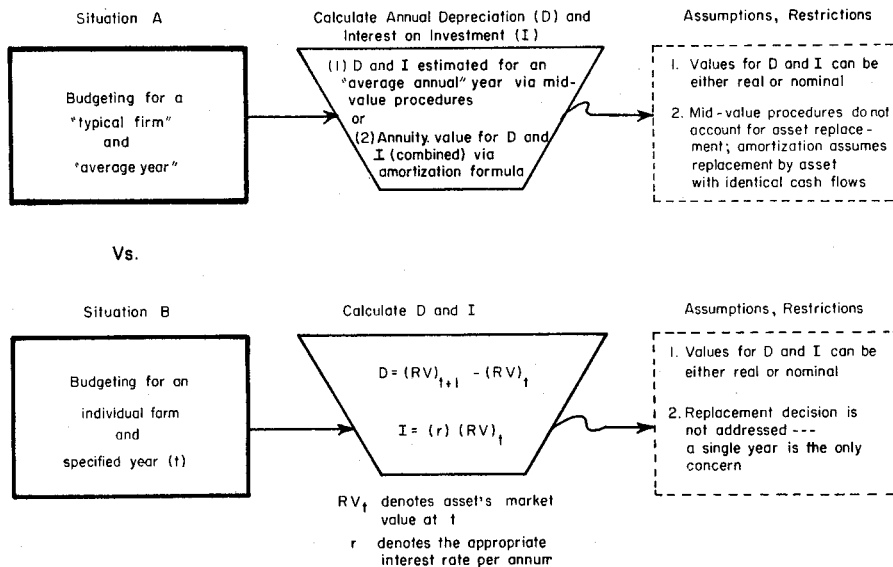 Situation A
Budgeting for a
"typical firm"
and
"average year"
Calculate Annual Depreciation (D) and
Interest on Investment (I)
(1) D and I estimated for an
"average annual" year via mid-
value procedures
or
(2) Annuity. value for D and
I (combined) via
amortization formula
Assumptions, Restrictions
1. Values for D and I can be
either real or nominal
2. Mid-value procedures do not
account for asset replace-
ment; amortization assumes
replacement by asset
with identical cash flows
Vs.
Situation B
Budgeting for an
individual farm
and
specified year (t)
Calculate D and I
D = (RV)t+1 - (RV)t
I = (r) (RV)t
RVt denotes asset's market
value at t
r denotes the appropriate
interest rate per annum
Assumptions, Restrictions
1. Values for D and I can be
either real or nominal
2. Replacement decision is
not addressed ---
a single year is the only
concern